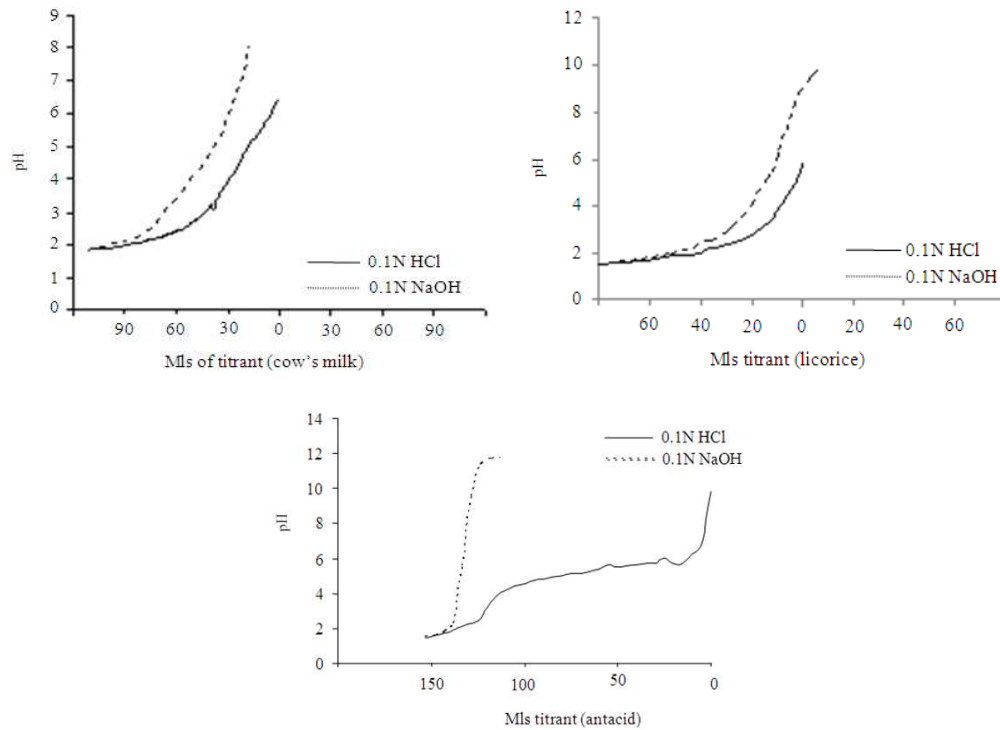 9
8
7
6
5
4
3
2
1
0
pH
90 60 30 0 30 60 90
Mls of titrant (cow's milk)
0.1N HCl
0.1N NaOH
12
10
8
6
4
2
0
pH
60 40 20 0 20 40 60
Mls titrant (licorice)
0.1N HCl
0.1N NaOH
14
12
10
8
6
4
2
0
pH
150 100 50 0
Mls titrant (antacid)
0.1N HCl
0.1N NaOH